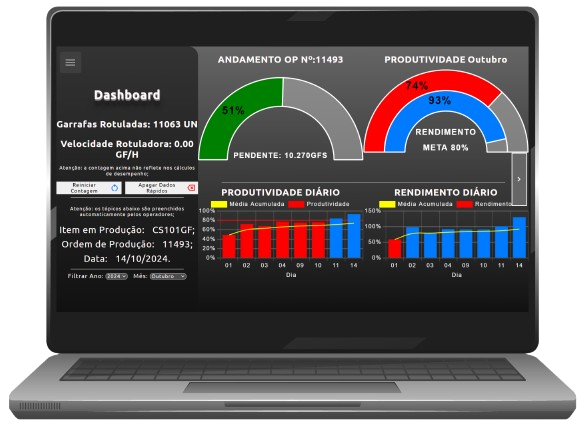 Dashboard
Garrafas Rotuladas: 11063 UN
Velocidade Rotuladora: 0.00
GF/H
Atenção: a contagem acima não reflete nos cálculos
de desempenho;
Reiniciar
Contagem
Apagar Dados
Rápidos
Atenção: os tópicos abaixo são preenchidos
automaticamente pelos operadores;
Item em Produção: CS101GF;
Ordem de Produção: 11493;
Data: 14/10/2024.
Filtrar Ano: 2024 Mês: Outubro
ANDAMENTO OP Nº:11493
51%
PENDENTE: 10.270GFS
PRODUTIVIDADE Outubro
74%
93%
RENDIMENTO
META 80%
PRODUTIVIDADE DIÁRIO
Média Acumulada Produtividade
100%
80%
60%
40%
20%
0%
01 02 03 04 09 10 11 14
Dia
RENDIMENTO DIÁRIO
Média Acumulada Rendimento
150%
100%
50%
0%
01 02 03 04 09 10 11 14
Dia